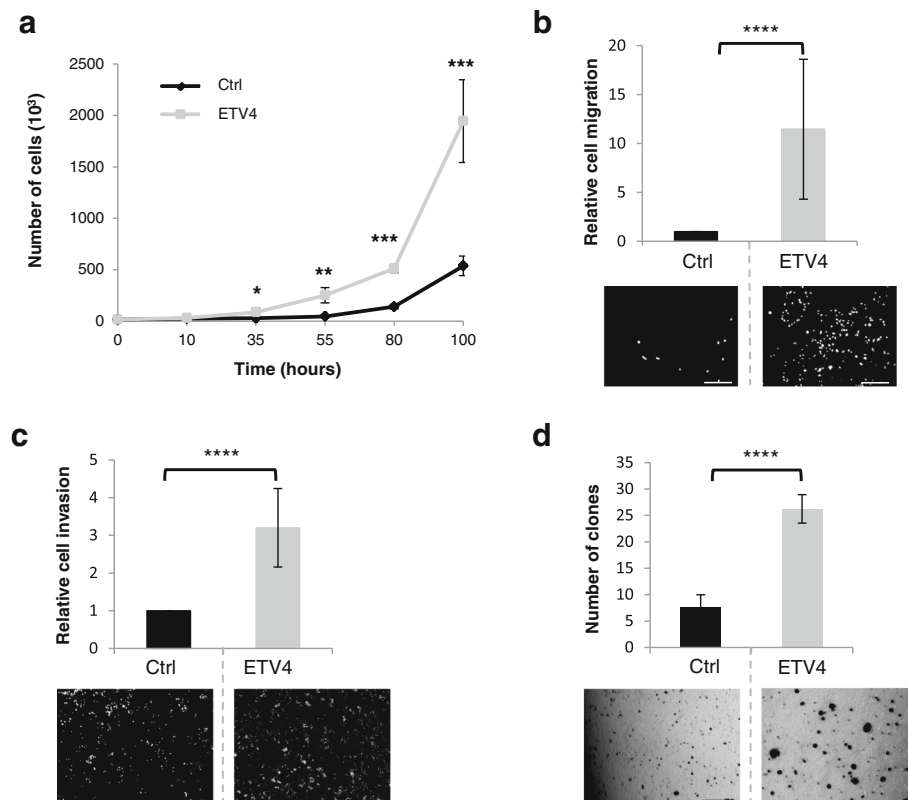 a
Number of cells (10³)
2500
2000
1500
1000
500
0
Ctrl
ETV4
*
**
***
***
0 10 35 55 80 100
Time (hours)
b
Relative cell migration
20
15
10
5
0
****
Ctrl ETV4
c
Relative cell invasion
5
4
3
2
1
0
****
Ctrl ETV4
d
Number of clones
35
30
25
20
15
10
5
0
****
Ctrl ETV4